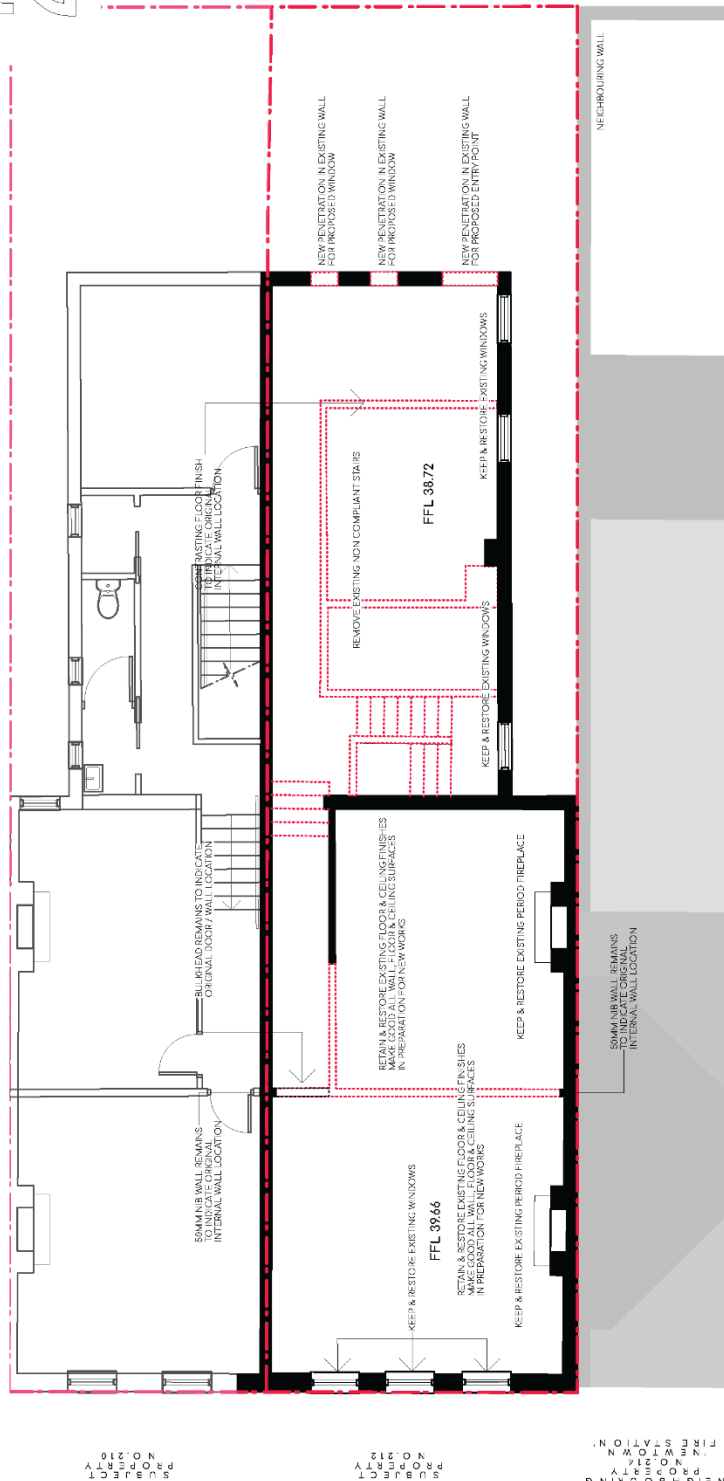 NEIGHBOURING WALL
NEW PENETRATION IN EXISTING WALL
FOR PROPOSED WINDOW
NEW PENETRATION IN EXISTING WALL
FOR PROPOSED WINDOW
NEW PENETRATION IN EXISTING WALL
FOR PROPOSED ENTRY POINT
KEEP & RESTORE EXISTING WINDOWS
CONTRASTING FLOOR FINISH
TO INDICATE ORIGINAL
INTERNAL WALL LOCATION
REMOVE EXISTING NON COMPLIANT STAIRS
FFL 38.72
KEEP & RESTORE EXISTING WINDOWS
BULKHEAD REMAINS TO INDICATE
ORIGINAL DOOR / WALL LOCATION
RETAIN & RESTORE EXISTING FLOOR & CEILING FINISHES
MAKE GOOD ALL WALL, FLOOR & CEILING SURFACES
IN PREPARATION FOR NEW WORKS
KEEP & RESTORE EXISTING PERIOD FIREPLACE
50MM NIB WALL REMAINS
TO INDICATE ORIGINAL
INTERNAL WALL LOCATION
50MM NIB WALL REMAINS
TO INDICATE ORIGINAL
INTERNAL WALL LOCATION
KEEP & RESTORE EXISTING WINDOWS
FFL 39.66
RETAIN & RESTORE EXISTING FLOOR & CEILING FINISHES
MAKE GOOD ALL WALL, FLOOR & CEILING SURFACES
IN PREPARATION FOR NEW WORKS
KEEP & RESTORE EXISTING PERIOD FIREPLACE
SUBJECT
PROPERTY
NO.210
SUBJECT
PROPERTY
NO.212
PROPERTY
NO.214
'NEWTOWN
FIRE STATION'